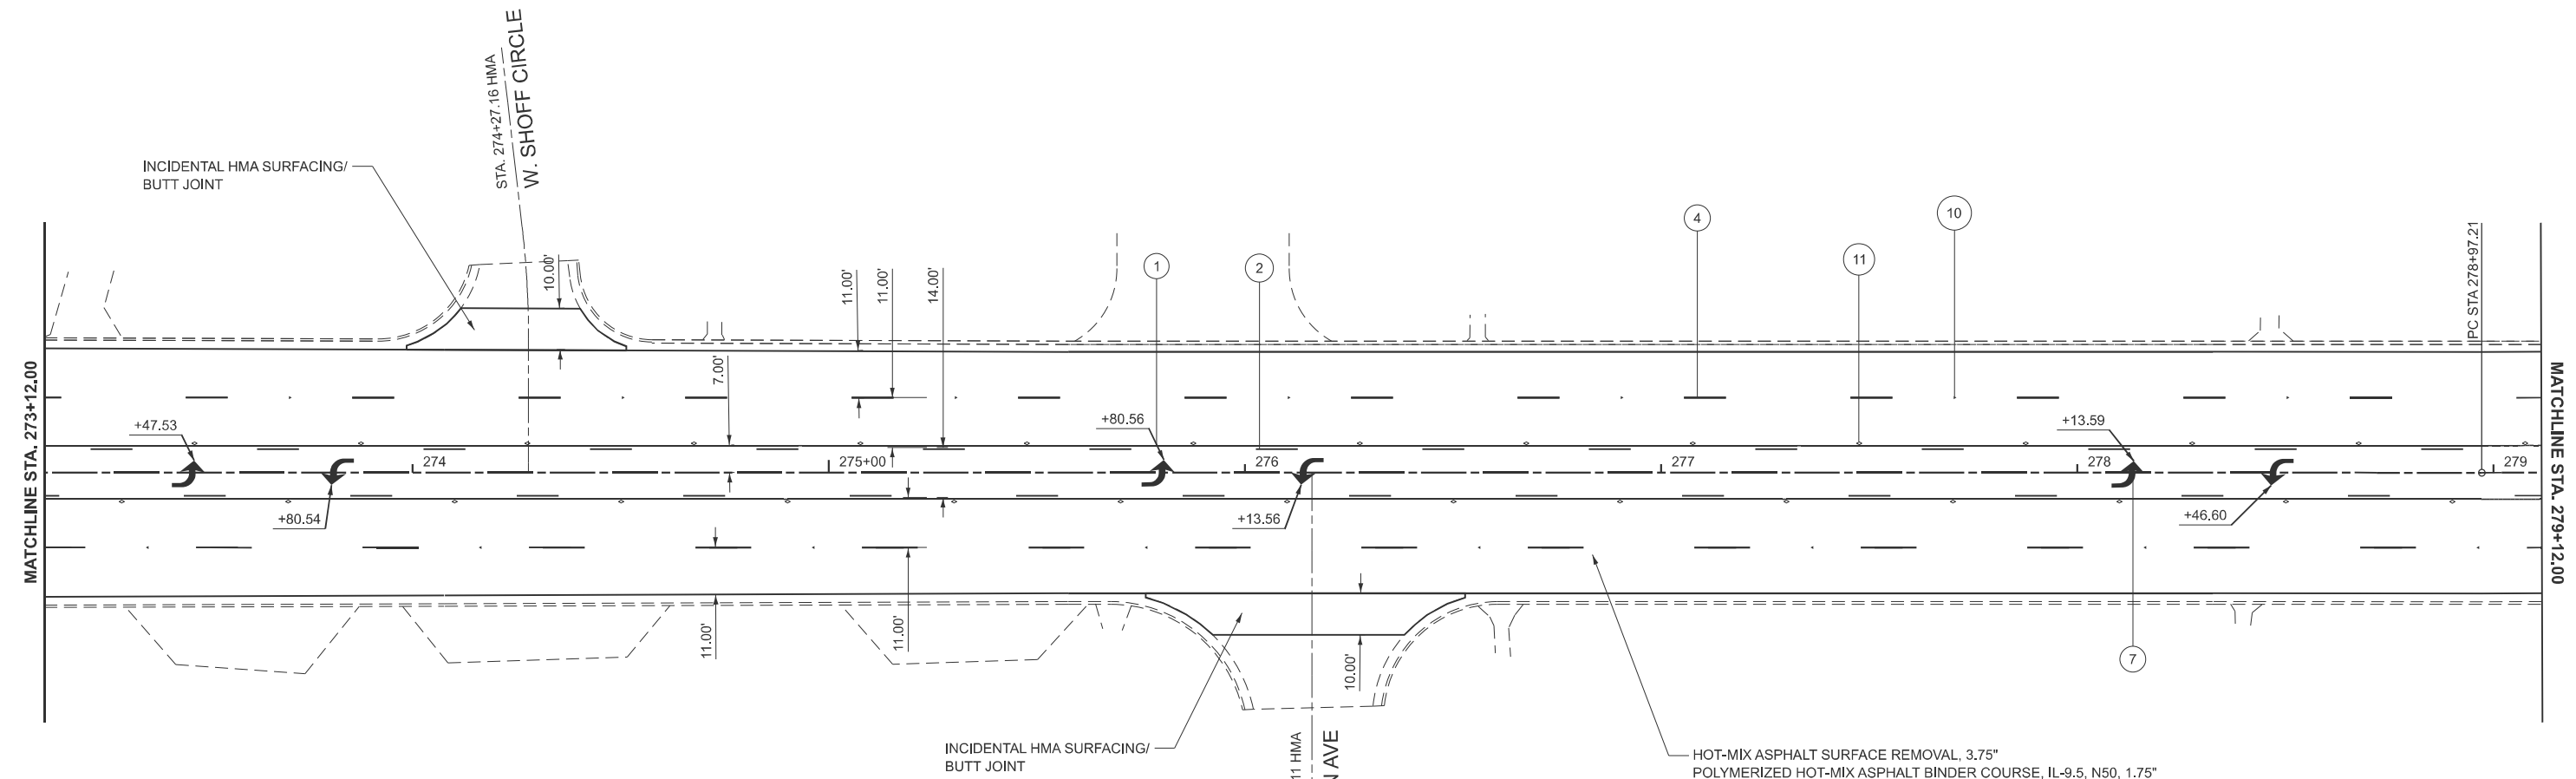 STA. 274+27.16 HMA
W. SHOFF CIRCLE
INCIDENTAL HMA SURFACING/
BUTT JOINT
4
10
11
1
2
PC STA 278+97.21
10.00'
11.00'
11.00'
14.00'
7.00'
MATCHLINE STA. 273+12.00
MATCHLINE STA. 279+12.00
+47.53
+80.56
+13.59
274
275+00
276
277
278
279
+80.54
+13.56
+46.60
11.00'
11.00'
10.00'
7
INCIDENTAL HMA SURFACING/
BUTT JOINT
11 HMA
AVE
HOT-MIX ASPHALT SURFACE REMOVAL, 3.75"
POLYMERIZED HOT-MIX ASPHALT BINDER COURSE, IL-9.5, N50, 1.75"